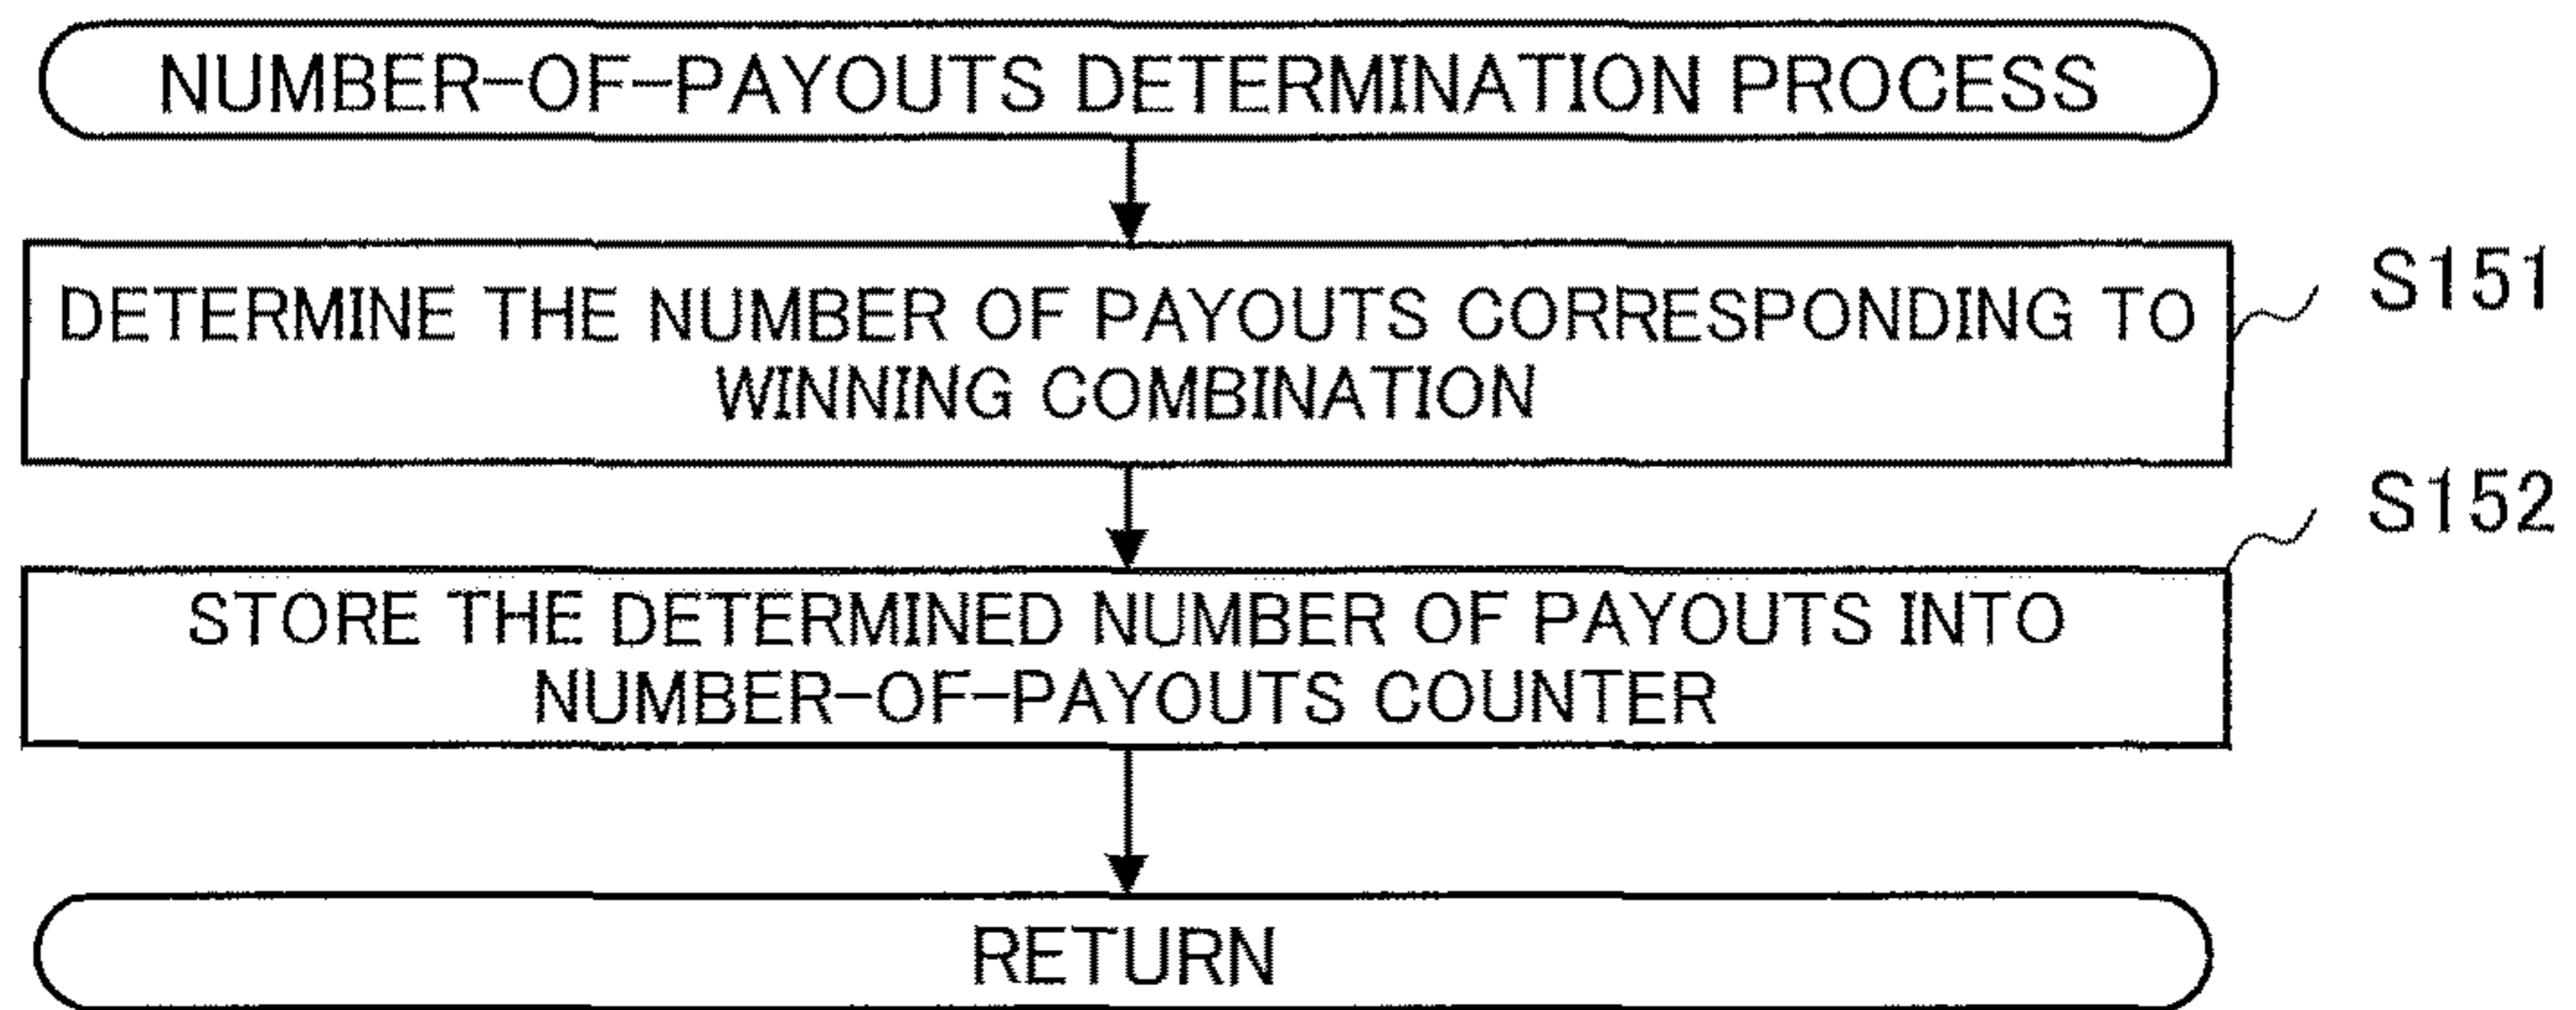 NUMBER-OF-PAYOUTS DETERMINATION PROCESS
DETERMINE THE NUMBER OF PAYOUTS CORRESPONDING TO
WINNING COMBINATION
S151
S152
STORE THE DETERMINED NUMBER OF PAYOUTS INTO
NUMBER-OF-PAYOUTS COUNTER
RETURN